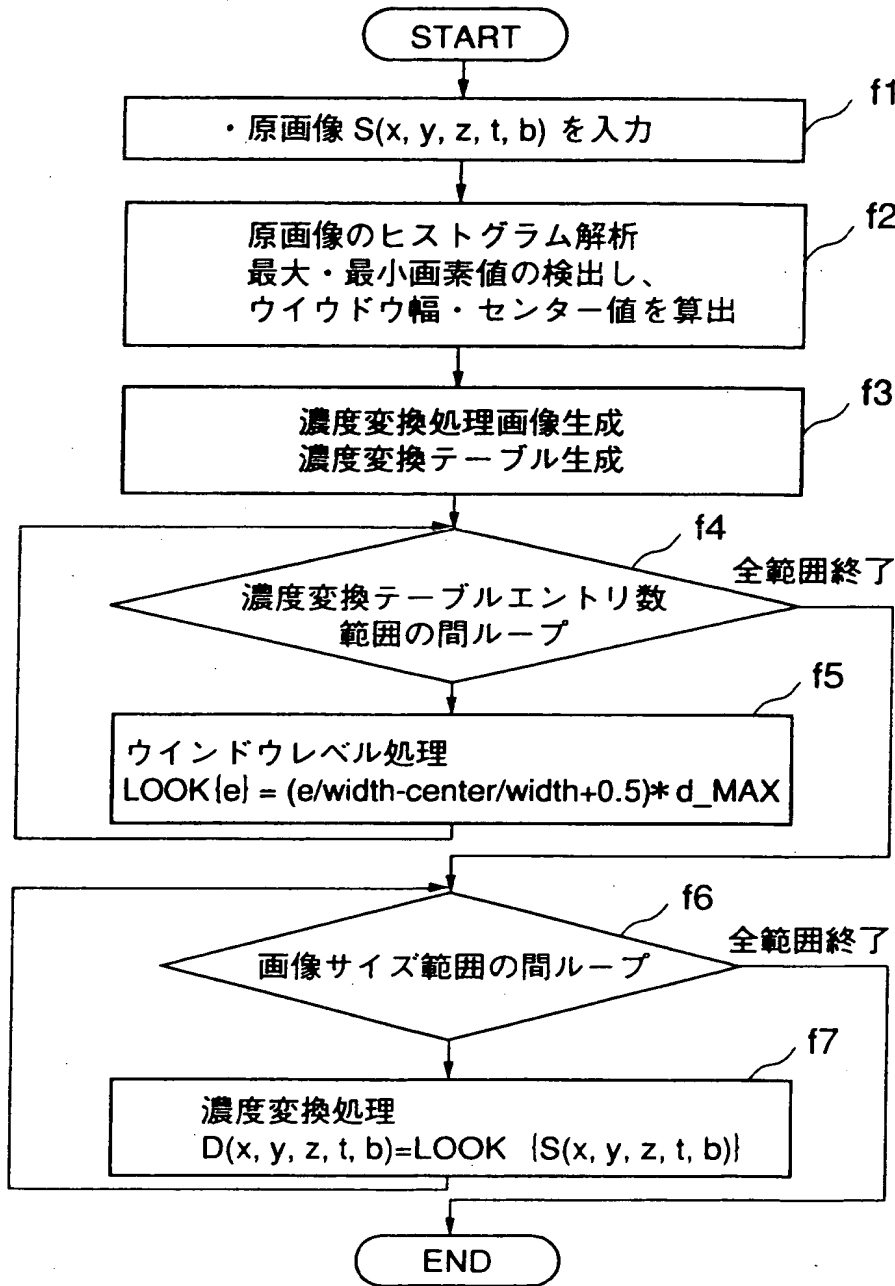 START
f1
・原画像 S(x, y, z, t, b) を入力
f2
原画像のヒストグラム解析
最大・最小画素値の検出し、
ウイウドウ幅・センター値を算出
f3
濃度変換処理画像生成
濃度変換テーブル生成
f4
全範囲終了
濃度変換テーブルエントリ数
範囲の間ループ
f5
ウインドウレベル処理
LOOK{e} = (e/width-center/width+0.5)* d_MAX
f6
全範囲終了
画像サイズ範囲の間ループ
f7
濃度変換処理
D(x, y, z, t, b)=LOOK {S(x, y, z, t, b)}
END